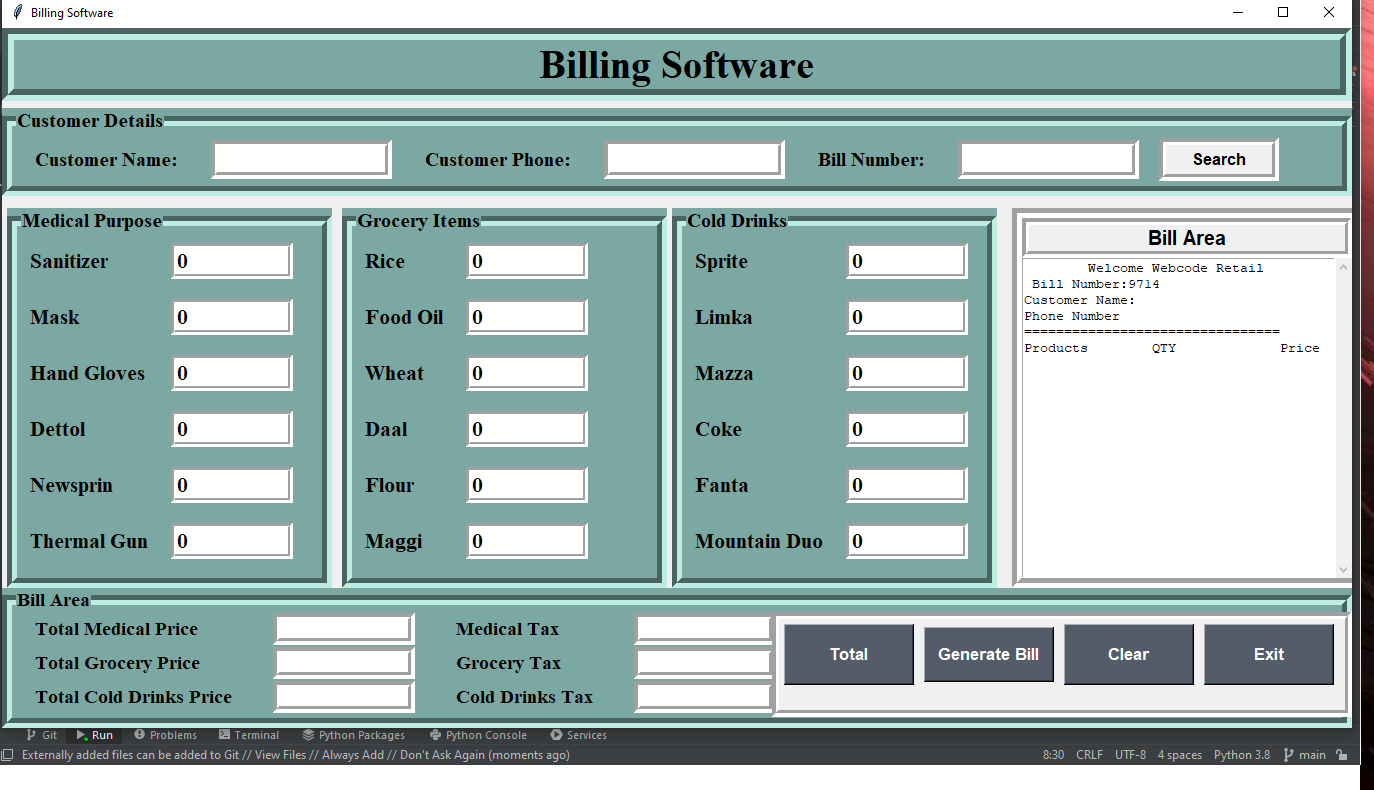 Billing Software
Billing Software
Customer Details
Customer Name: Customer Phone: Bill Number: Search
Medical Purpose
Sanitizer 0
Mask 0
Hand Gloves 0
Dettol 0
Newsprin 0
Thermal Gun 0
Grocery Items
Rice 0
Food Oil 0
Wheat 0
Daal 0
Flour 0
Maggi 0
Cold Drinks
Sprite 0
Limka 0
Mazza 0
Coke 0
Fanta 0
Mountain Duo 0
Bill Area
Welcome Webcode Retail
Bill Number:9714
Customer Name:
Phone Number
================================
Products QTY Price
Bill Area
Total Medical Price Medical Tax
Total Grocery Price Grocery Tax
Total Cold Drinks Price Cold Drinks Tax
Total Generate Bill Clear Exit
Git Run Problems Terminal Python Packages Python Console Services
Externally added files can be added to Git // View Files // Always Add // Don't Ask Again (moments ago) 8:30 CRLF UTF-8 4 spaces Python 3.8 main